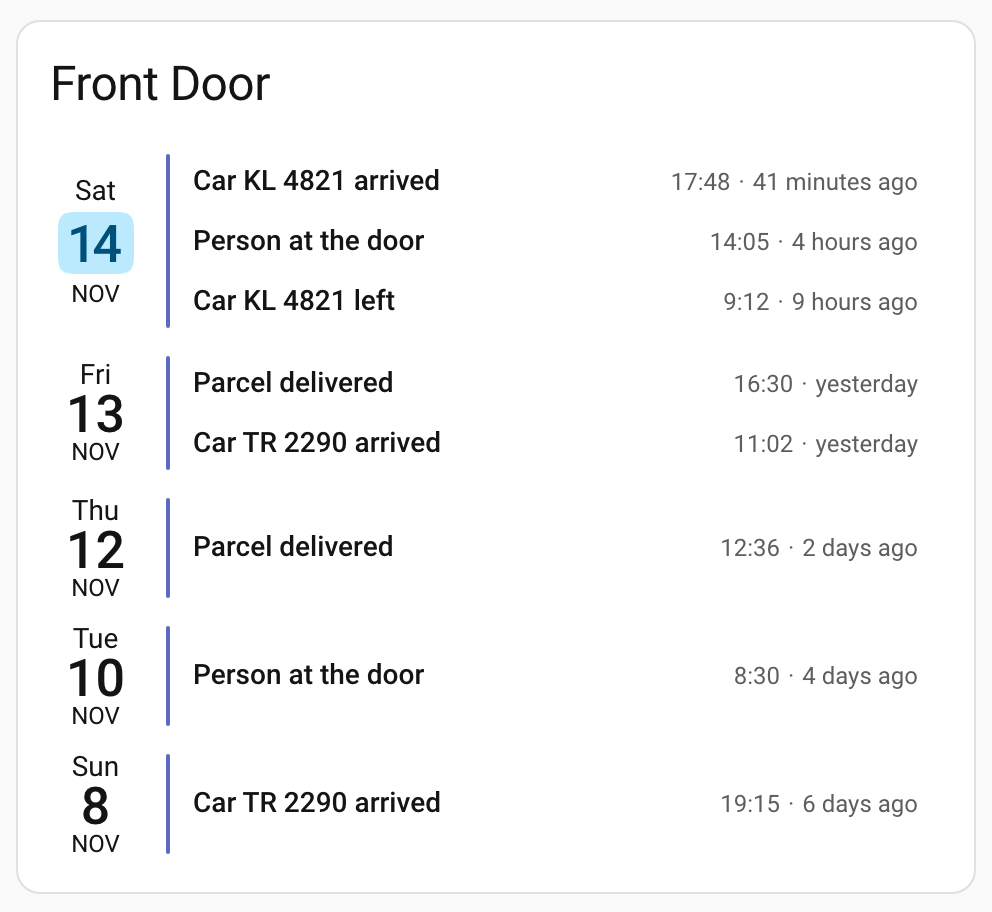 Front Door
Sat
14
NOV
Car KL 4821 arrived 17:48 · 41 minutes ago
Person at the door 14:05 · 4 hours ago
Car KL 4821 left 9:12 · 9 hours ago
Fri
13
NOV
Parcel delivered 16:30 · yesterday
Car TR 2290 arrived 11:02 · yesterday
Thu
12
NOV
Parcel delivered 12:36 · 2 days ago
Tue
10
NOV
Person at the door 8:30 · 4 days ago
Sun
8
NOV
Car TR 2290 arrived 19:15 · 6 days ago